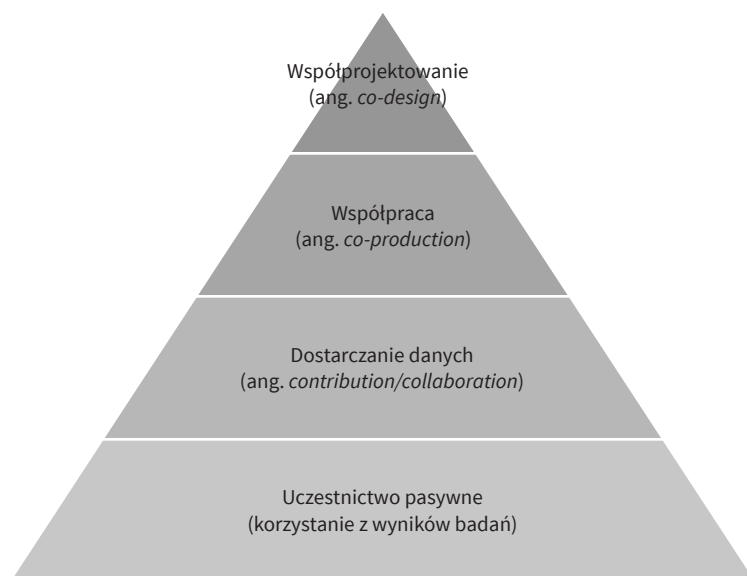 Współprojektowanie
(ang. co-design)
Współpraca
(ang. co-production)
Dostarczanie danych
(ang. contribution/collaboration)
Uczestnictwo pasywne
(korzystanie z wyników badań)